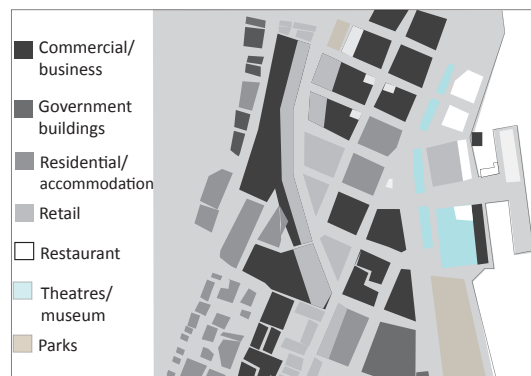 Commercial/
business
Government
buildings
Residential/
accommodation
Retail
Restaurant
Theatres/
museum
Parks